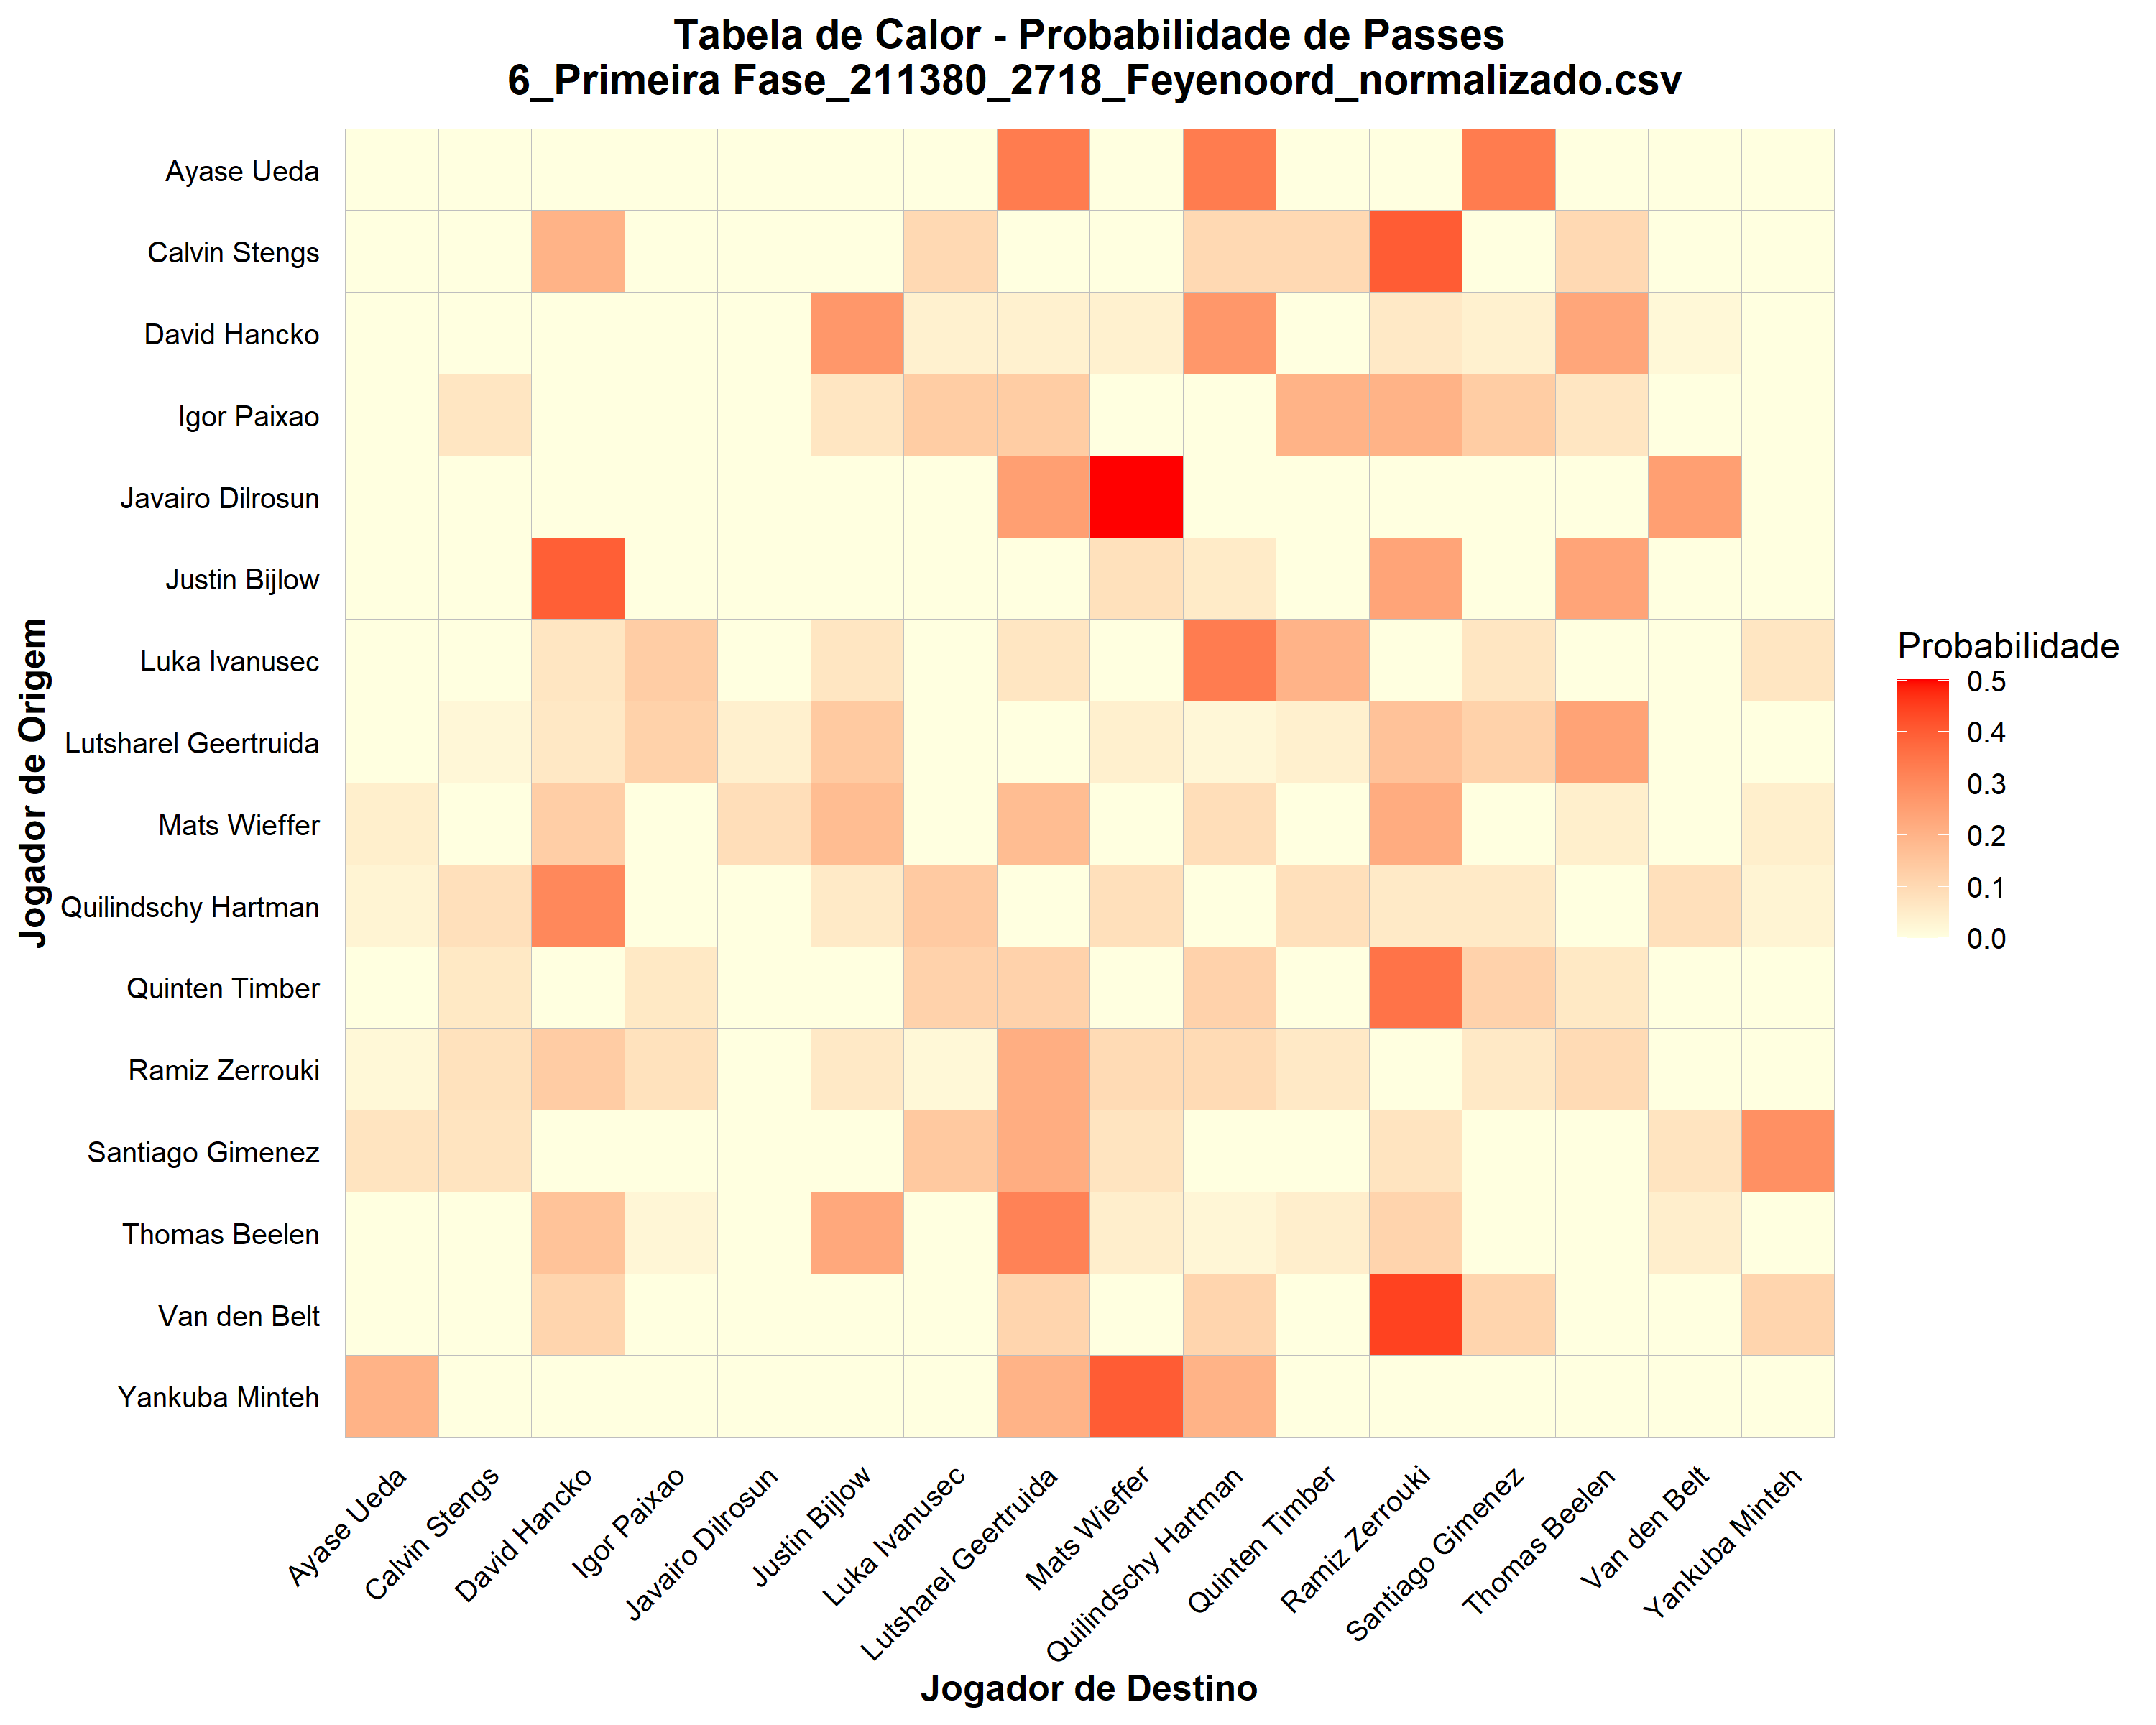 Tabela de Calor - Probabilidade de Passes
6_Primeira Fase_211380_2718_Feyenoord_normalizado.csv
Jogador de Origem
Ayase Ueda
Calvin Stengs
David Hancko
Igor Paixao
Javairo Dilrosun
Justin Bijlow
Luka Ivanusec
Lutsharel Geertruida
Mats Wieffer
Quilindschy Hartman
Quinten Timber
Ramiz Zerrouki
Santiago Gimenez
Thomas Beelen
Van den Belt
Yankuba Minteh
Probabilidade
0.5
0.4
0.3
0.2
0.1
0.0
Ayase Ueda
Calvin Stengs
David Hancko
Igor Paixao
Javairo Dilrosun
Justin Bijlow
Luka Ivanusec
Lutsharel Geertruida
Mats Wieffer
Quilindschy Hartman
Quinten Timber
Ramiz Zerrouki
Santiago Gimenez
Thomas Beelen
Van den Belt
Yankuba Minteh
Jogador de Destino